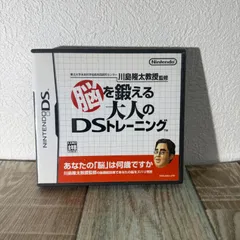 Nintendo
NINTENDO DS
川島隆太教授監修
脳を鍛える
大人の
DSトレーニング
あなたの「脳」は何歳ですか